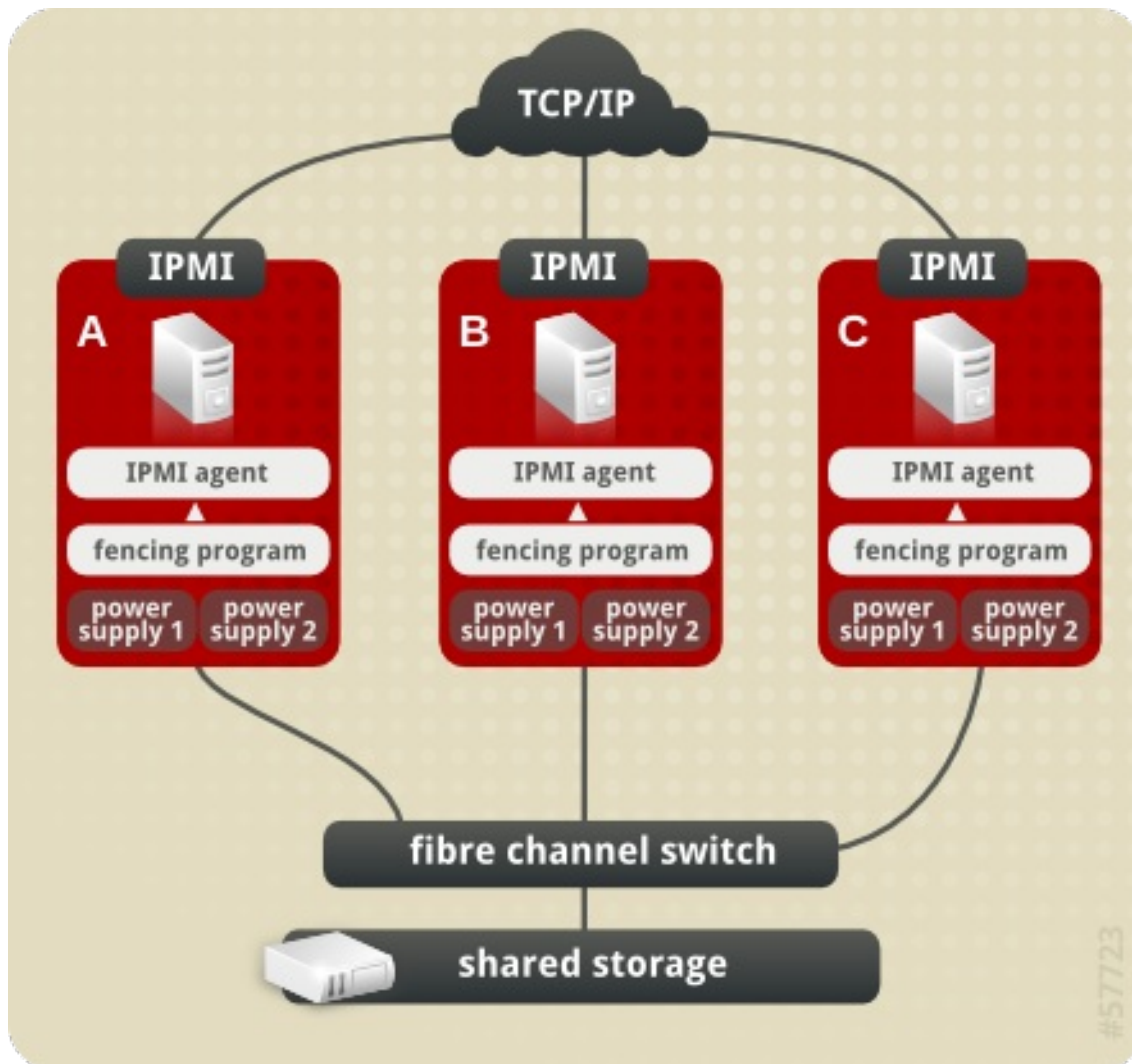 TCP/IP
IPMI
IPMI
IPMI
A
B
C
IPMI agent
IPMI agent
IPMI agent
fencing program
fencing program
fencing program
power
supply 1
power
supply 2
power
supply 1
power
supply 2
power
supply 1
power
supply 2
fibre channel switch
shared storage
#57723